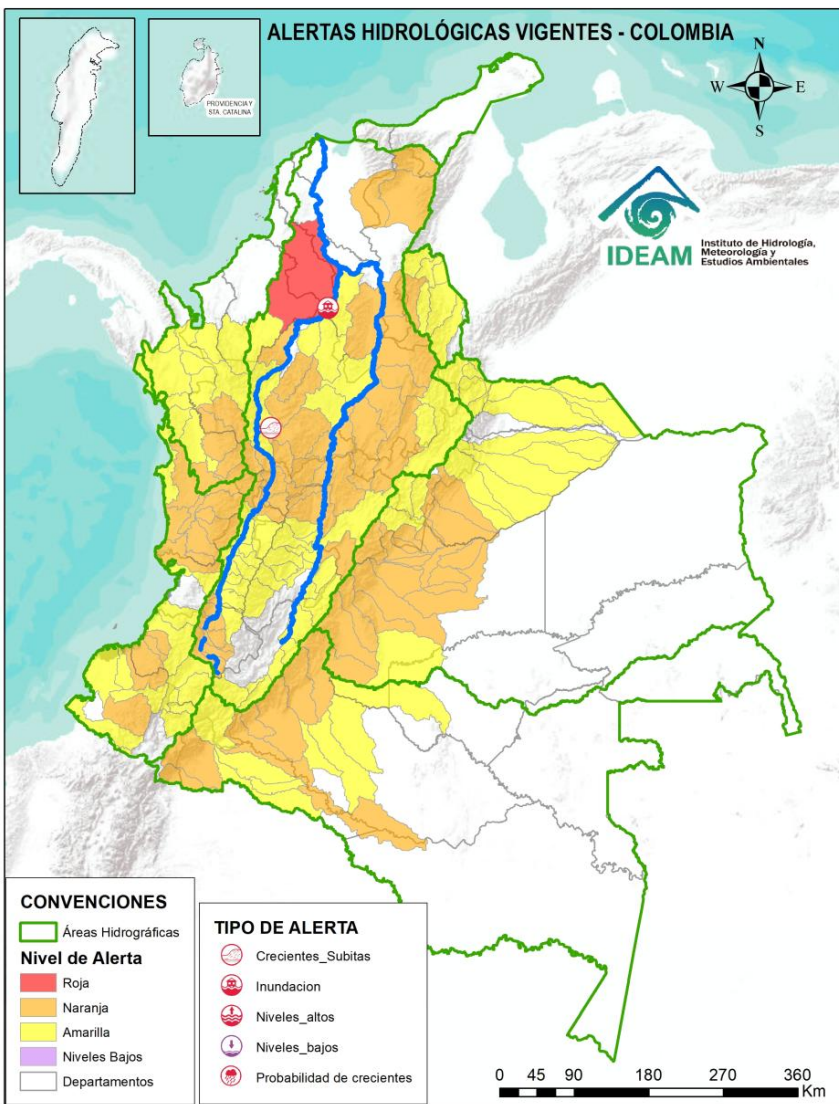 ALERTAS HIDROLÓGICAS VIGENTES - COLOMBIA
PROVIDENCIA Y
STA. CATALINA
N
W
E
S
IDEAM
Instituto de Hidrología,
Meteorología y
Estudios Ambientales
CONVENCIONES
Áreas Hidrográficas
Nivel de Alerta
Roja
Naranja
Amarilla
Niveles Bajos
Departamentos
TIPO DE ALERTA
Crecientes_Subitas
Inundacion
Niveles_altos
Niveles_bajos
Probabilidad de crecientes
0 45 90 180 270 360
Km